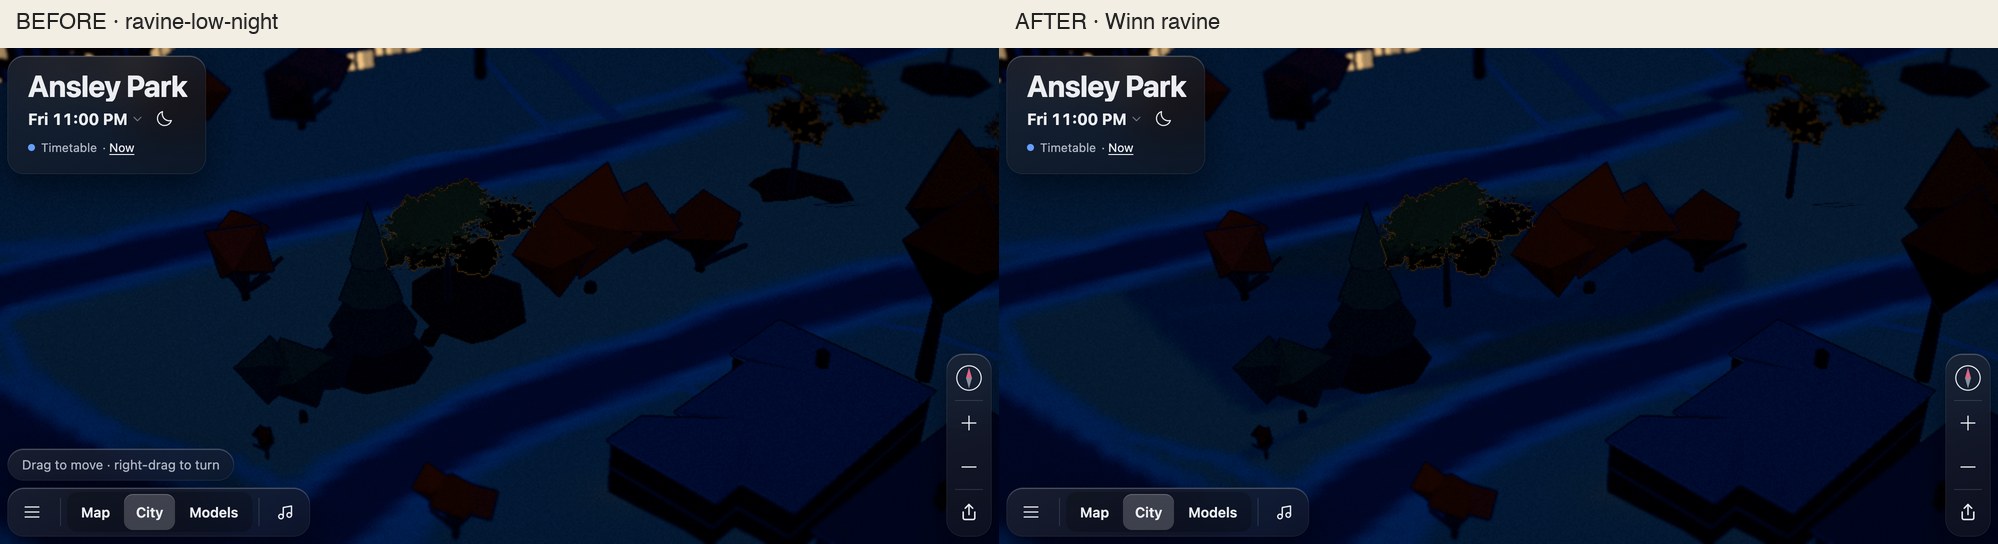 BEFORE · ravine-low-night
Ansley Park
Fri 11:00 PM
Timetable · Now
Drag to move · right-drag to turn
Map City Models
AFTER · Winn ravine
Ansley Park
Fri 11:00 PM
Timetable · Now
Map City Models